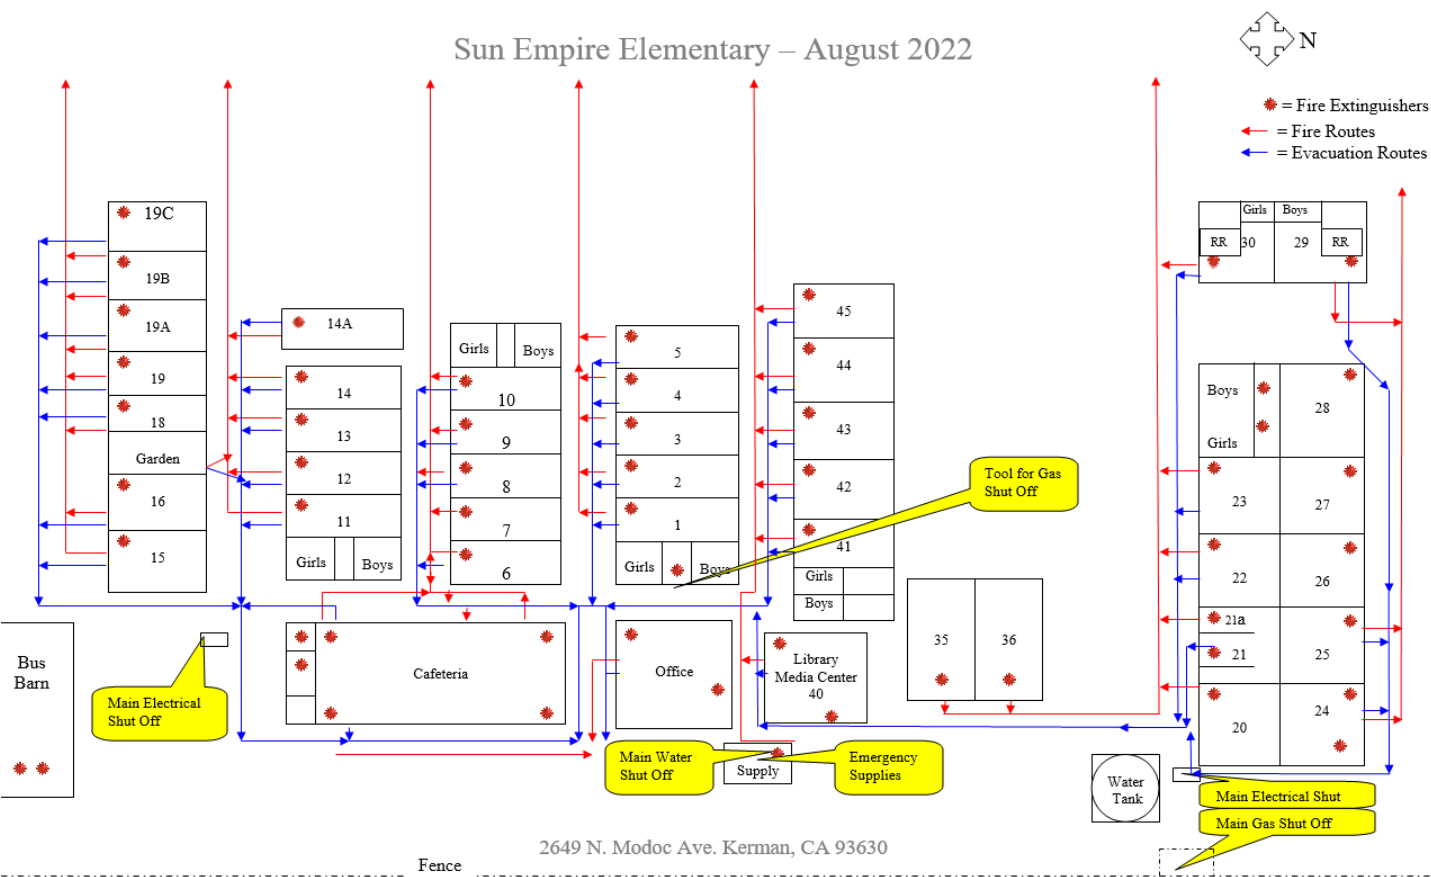 Sun Empire Elementary – August 2022
N
= Fire Extinguishers
= Fire Routes
= Evacuation Routes
19C
19B
19A
19
18
Garden
16
15
14A
14
13
12
11
Girls
Boys
Girls
Boys
10
9
8
7
6
5
4
3
2
1
Girls
Boys
45
44
43
42
41
Girls
Boys
Tool for Gas
Shut Off
Girls
Boys
RR
30
29
RR
Boys
Girls
28
23
27
22
26
21a
21
25
20
24
35
36
Bus
Barn
Main Electrical
Shut Off
Cafeteria
Office
Library
Media Center
40
Main Water
Shut Off
Supply
Emergency
Supplies
Water
Tank
Main Electrical Shut
Main Gas Shut Off
2649 N. Modoc Ave. Kerman, CA 93630
Fence